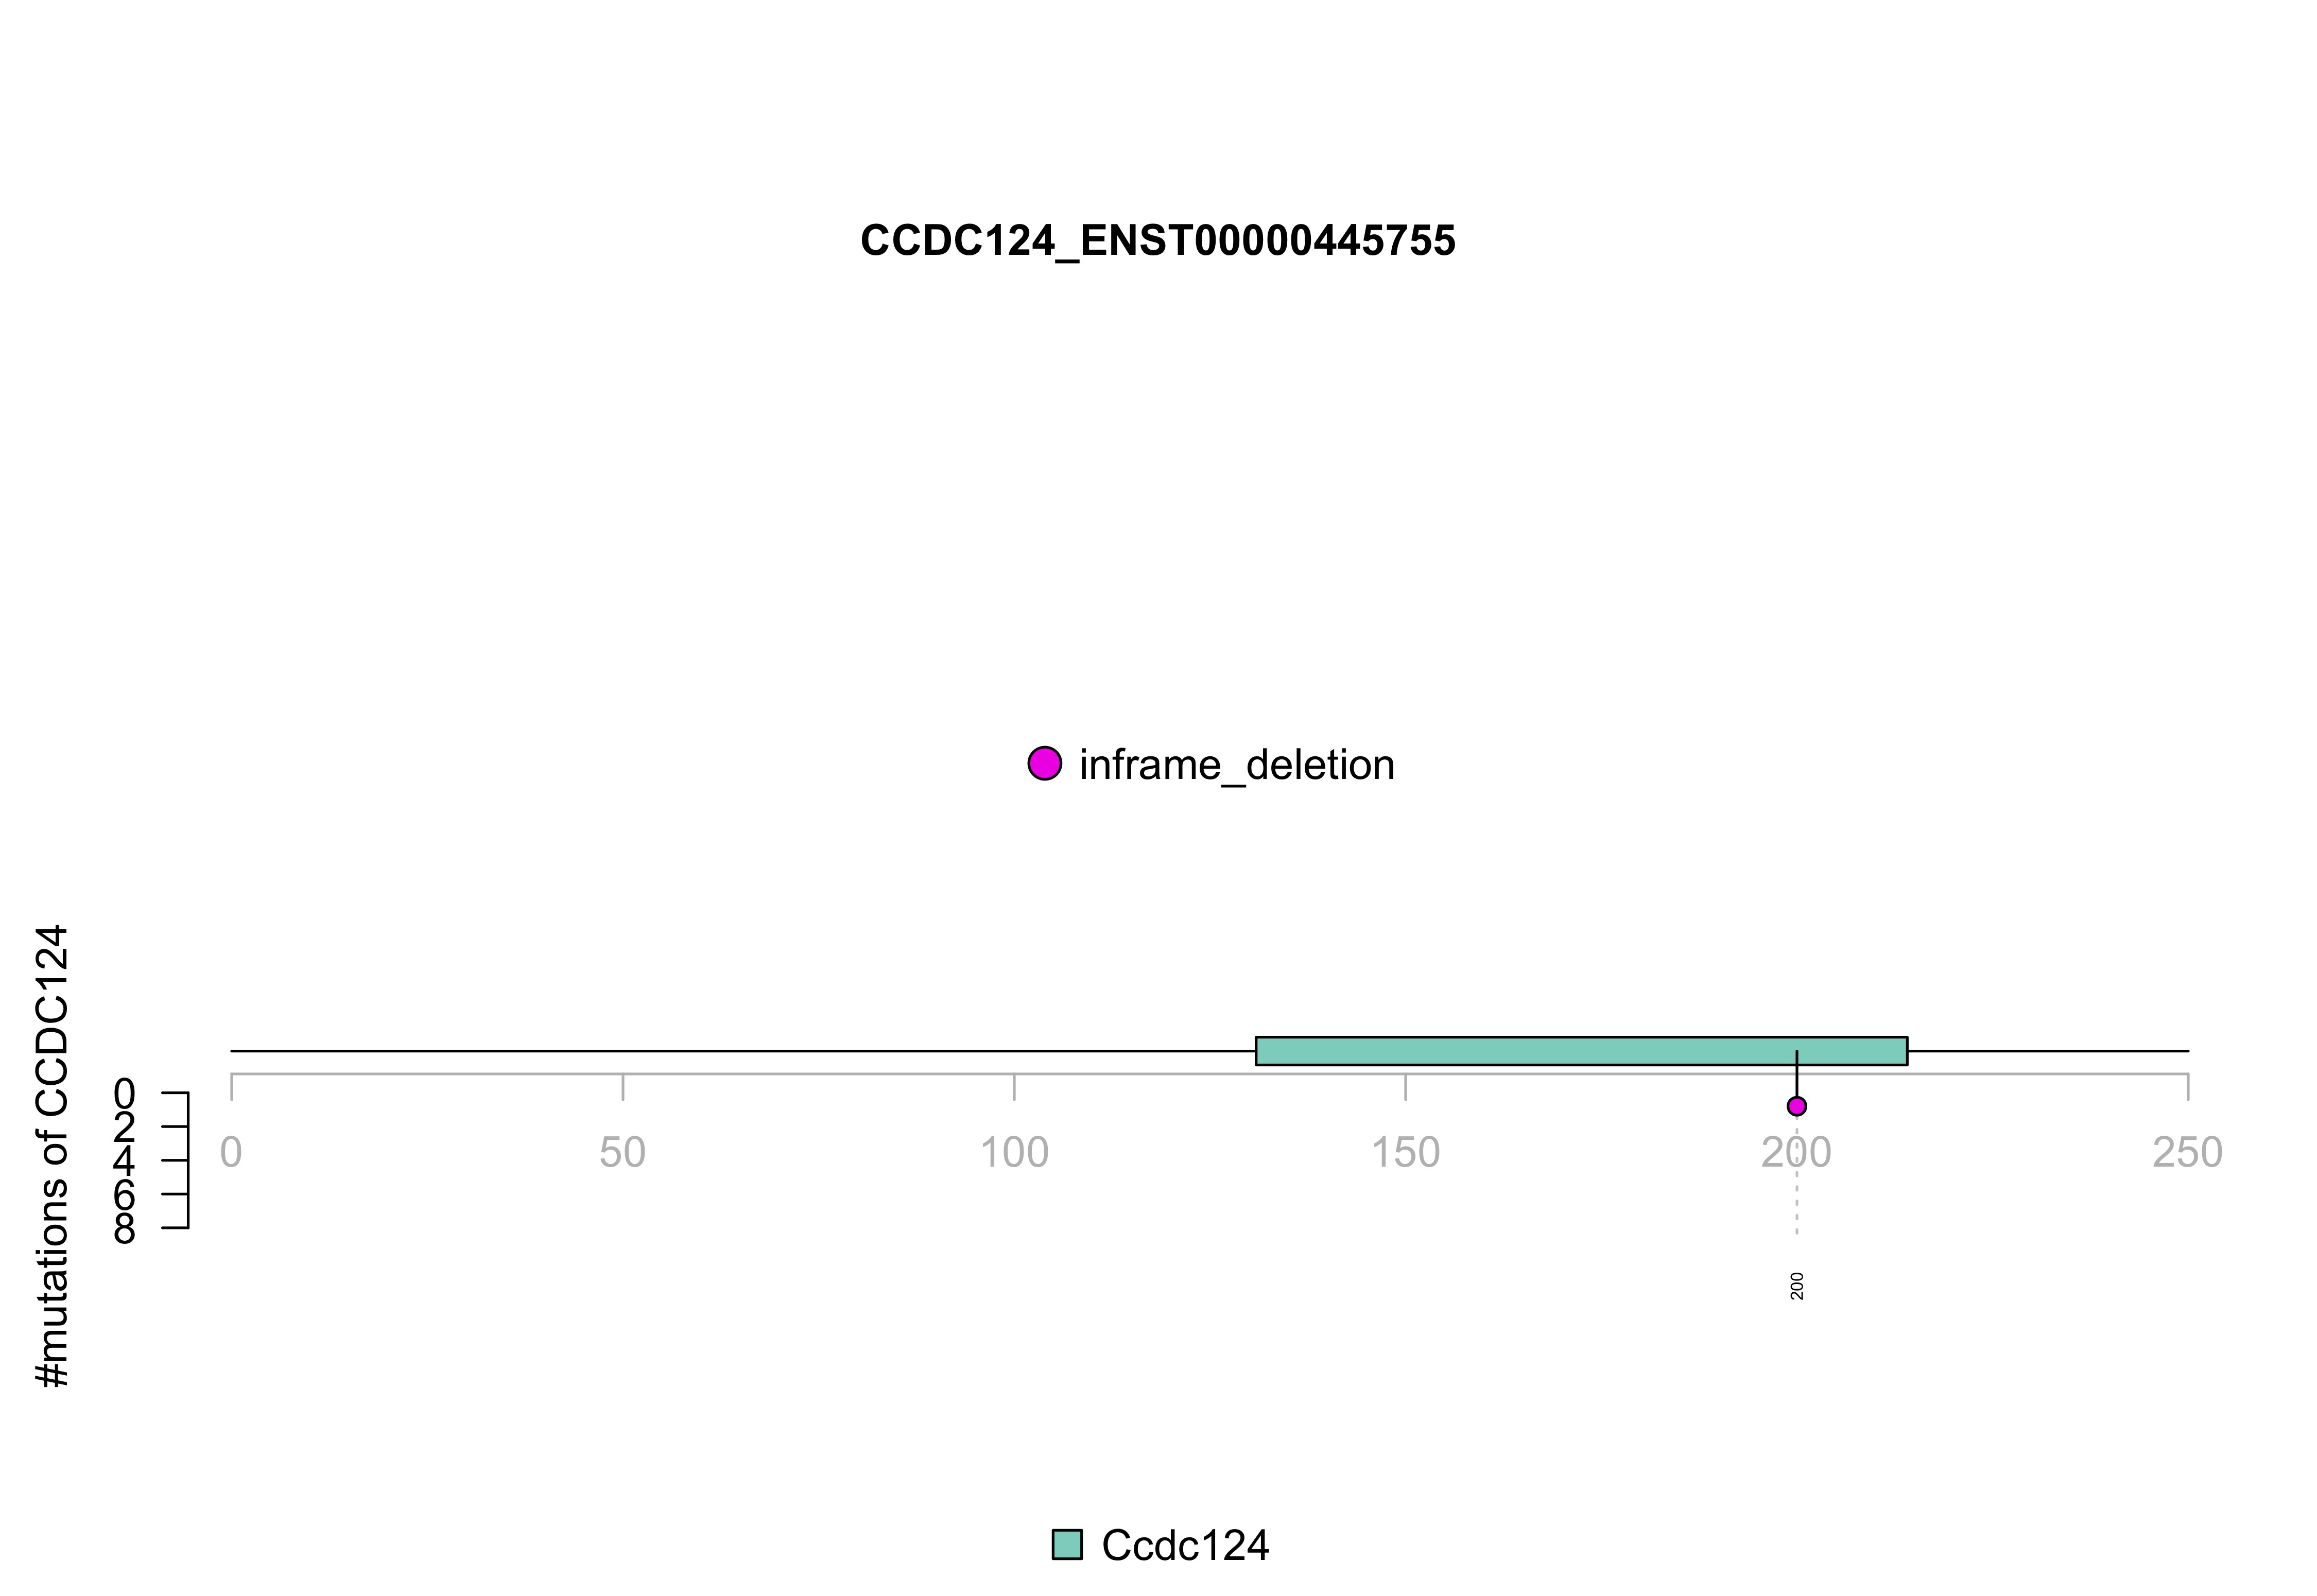 CCDC124_ENST00000445755
inframe_deletion
#mutations of CCDC124
0
2
4
6
8
0 50 100 150 200 250
200
Ccdc124